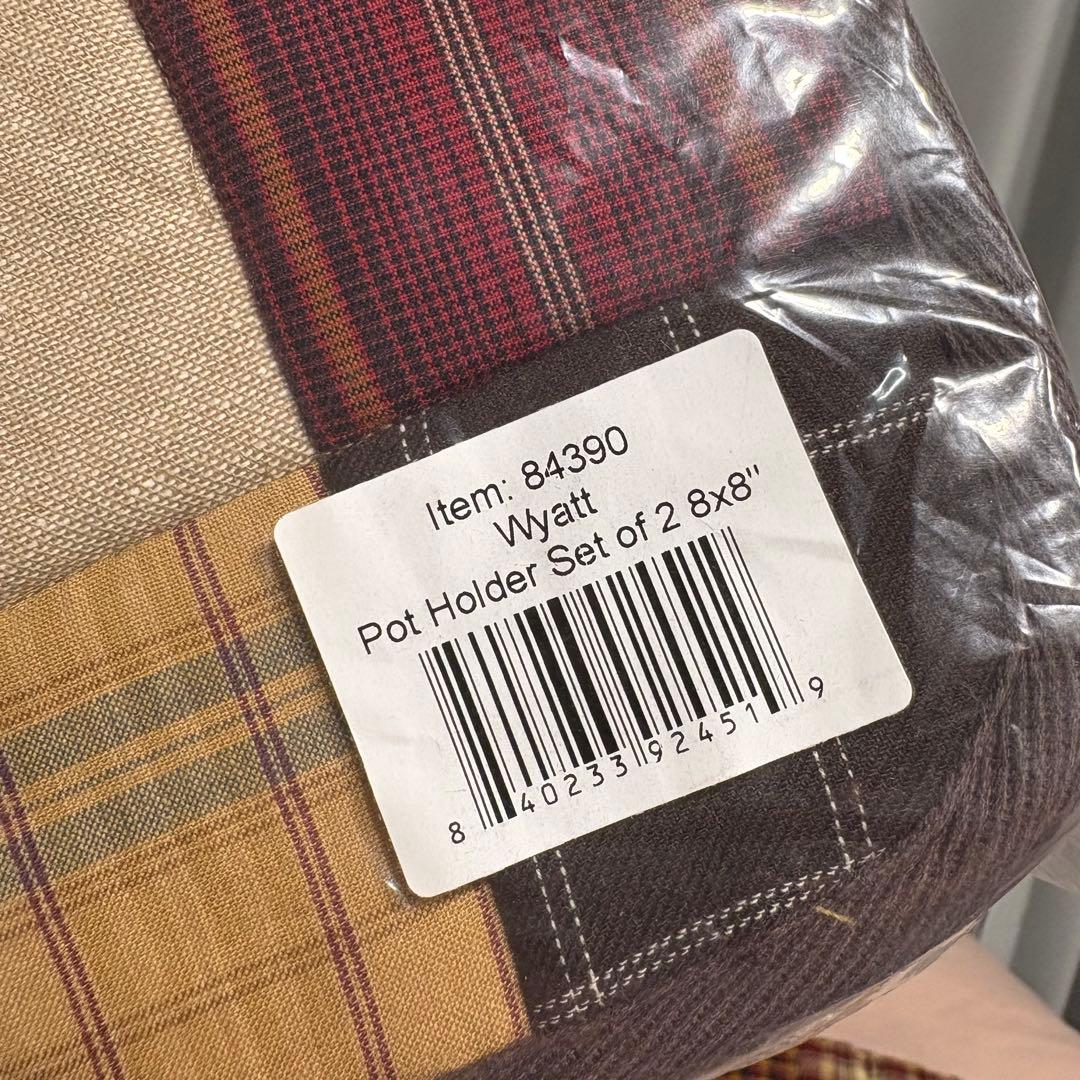 Item: 84390
Wyatt
Pot Holder Set of 2 8x8"
8 40233 92451 9